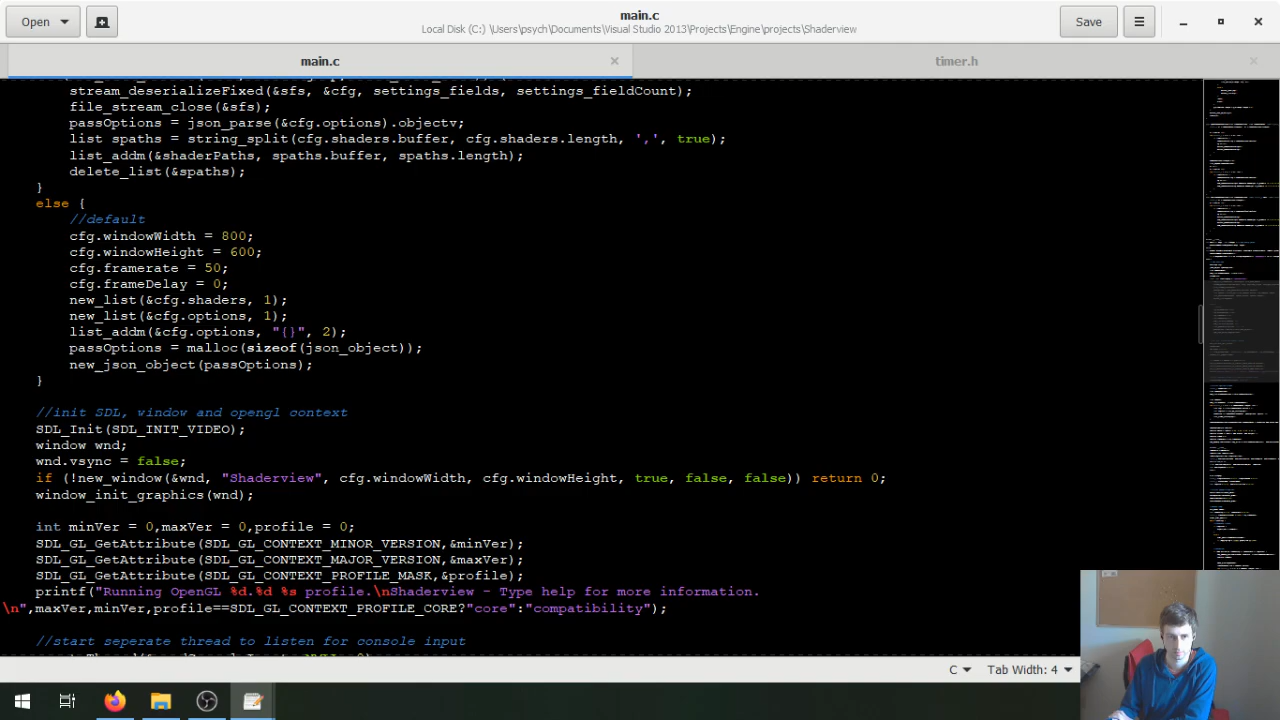 Open
main.c
Local Disk (C:) \Users\psych\Documents\Visual Studio 2013\Projects\Engine\projects\Shaderview
Save
main.c
timer.h
stream_deserializeFixed(&sfs, &cfg, settings_fields, settings_fieldCount);
file_stream_close(&sfs);
passOptions = json_parse(&cfg.options).objectv;
list spaths = string_split(cfg.shaders.buffer, cfg.shaders.length, ',', true);
list_addm(&shaderPaths, spaths.buffer, spaths.length);
delete_list(&spaths);
}
else {
//default
cfg.windowWidth = 800;
cfg.windowHeight = 600;
cfg.framerate = 50;
cfg.frameDelay = 0;
new_list(&cfg.shaders, 1);
new_list(&cfg.options, 1);
list_addm(&cfg.options, "{}", 2);
passOptions = malloc(sizeof(json_object));
new_json_object(passOptions);
}
//init SDL, window and opengl context
SDL_Init(SDL_INIT_VIDEO);
window wnd;
wnd.vsync = false;
if (!new_window(&wnd, "Shaderview", cfg.windowWidth, cfg.windowHeight, true, false, false)) return 0;
window_init_graphics(wnd);
int minVer = 0,maxVer = 0,profile = 0;
SDL_GL_GetAttribute(SDL_GL_CONTEXT_MINOR_VERSION,&minVer);
SDL_GL_GetAttribute(SDL_GL_CONTEXT_MAJOR_VERSION,&maxVer);
SDL_GL_GetAttribute(SDL_GL_CONTEXT_PROFILE_MASK,&profile);
printf("Running OpenGL %d.%d %s profile.\nShaderview - Type help for more information.
\n",maxVer,minVer,profile==SDL_GL_CONTEXT_PROFILE_CORE?"core":"compatibility");
//start seperate thread to listen for console input
C
Tab Width: 4